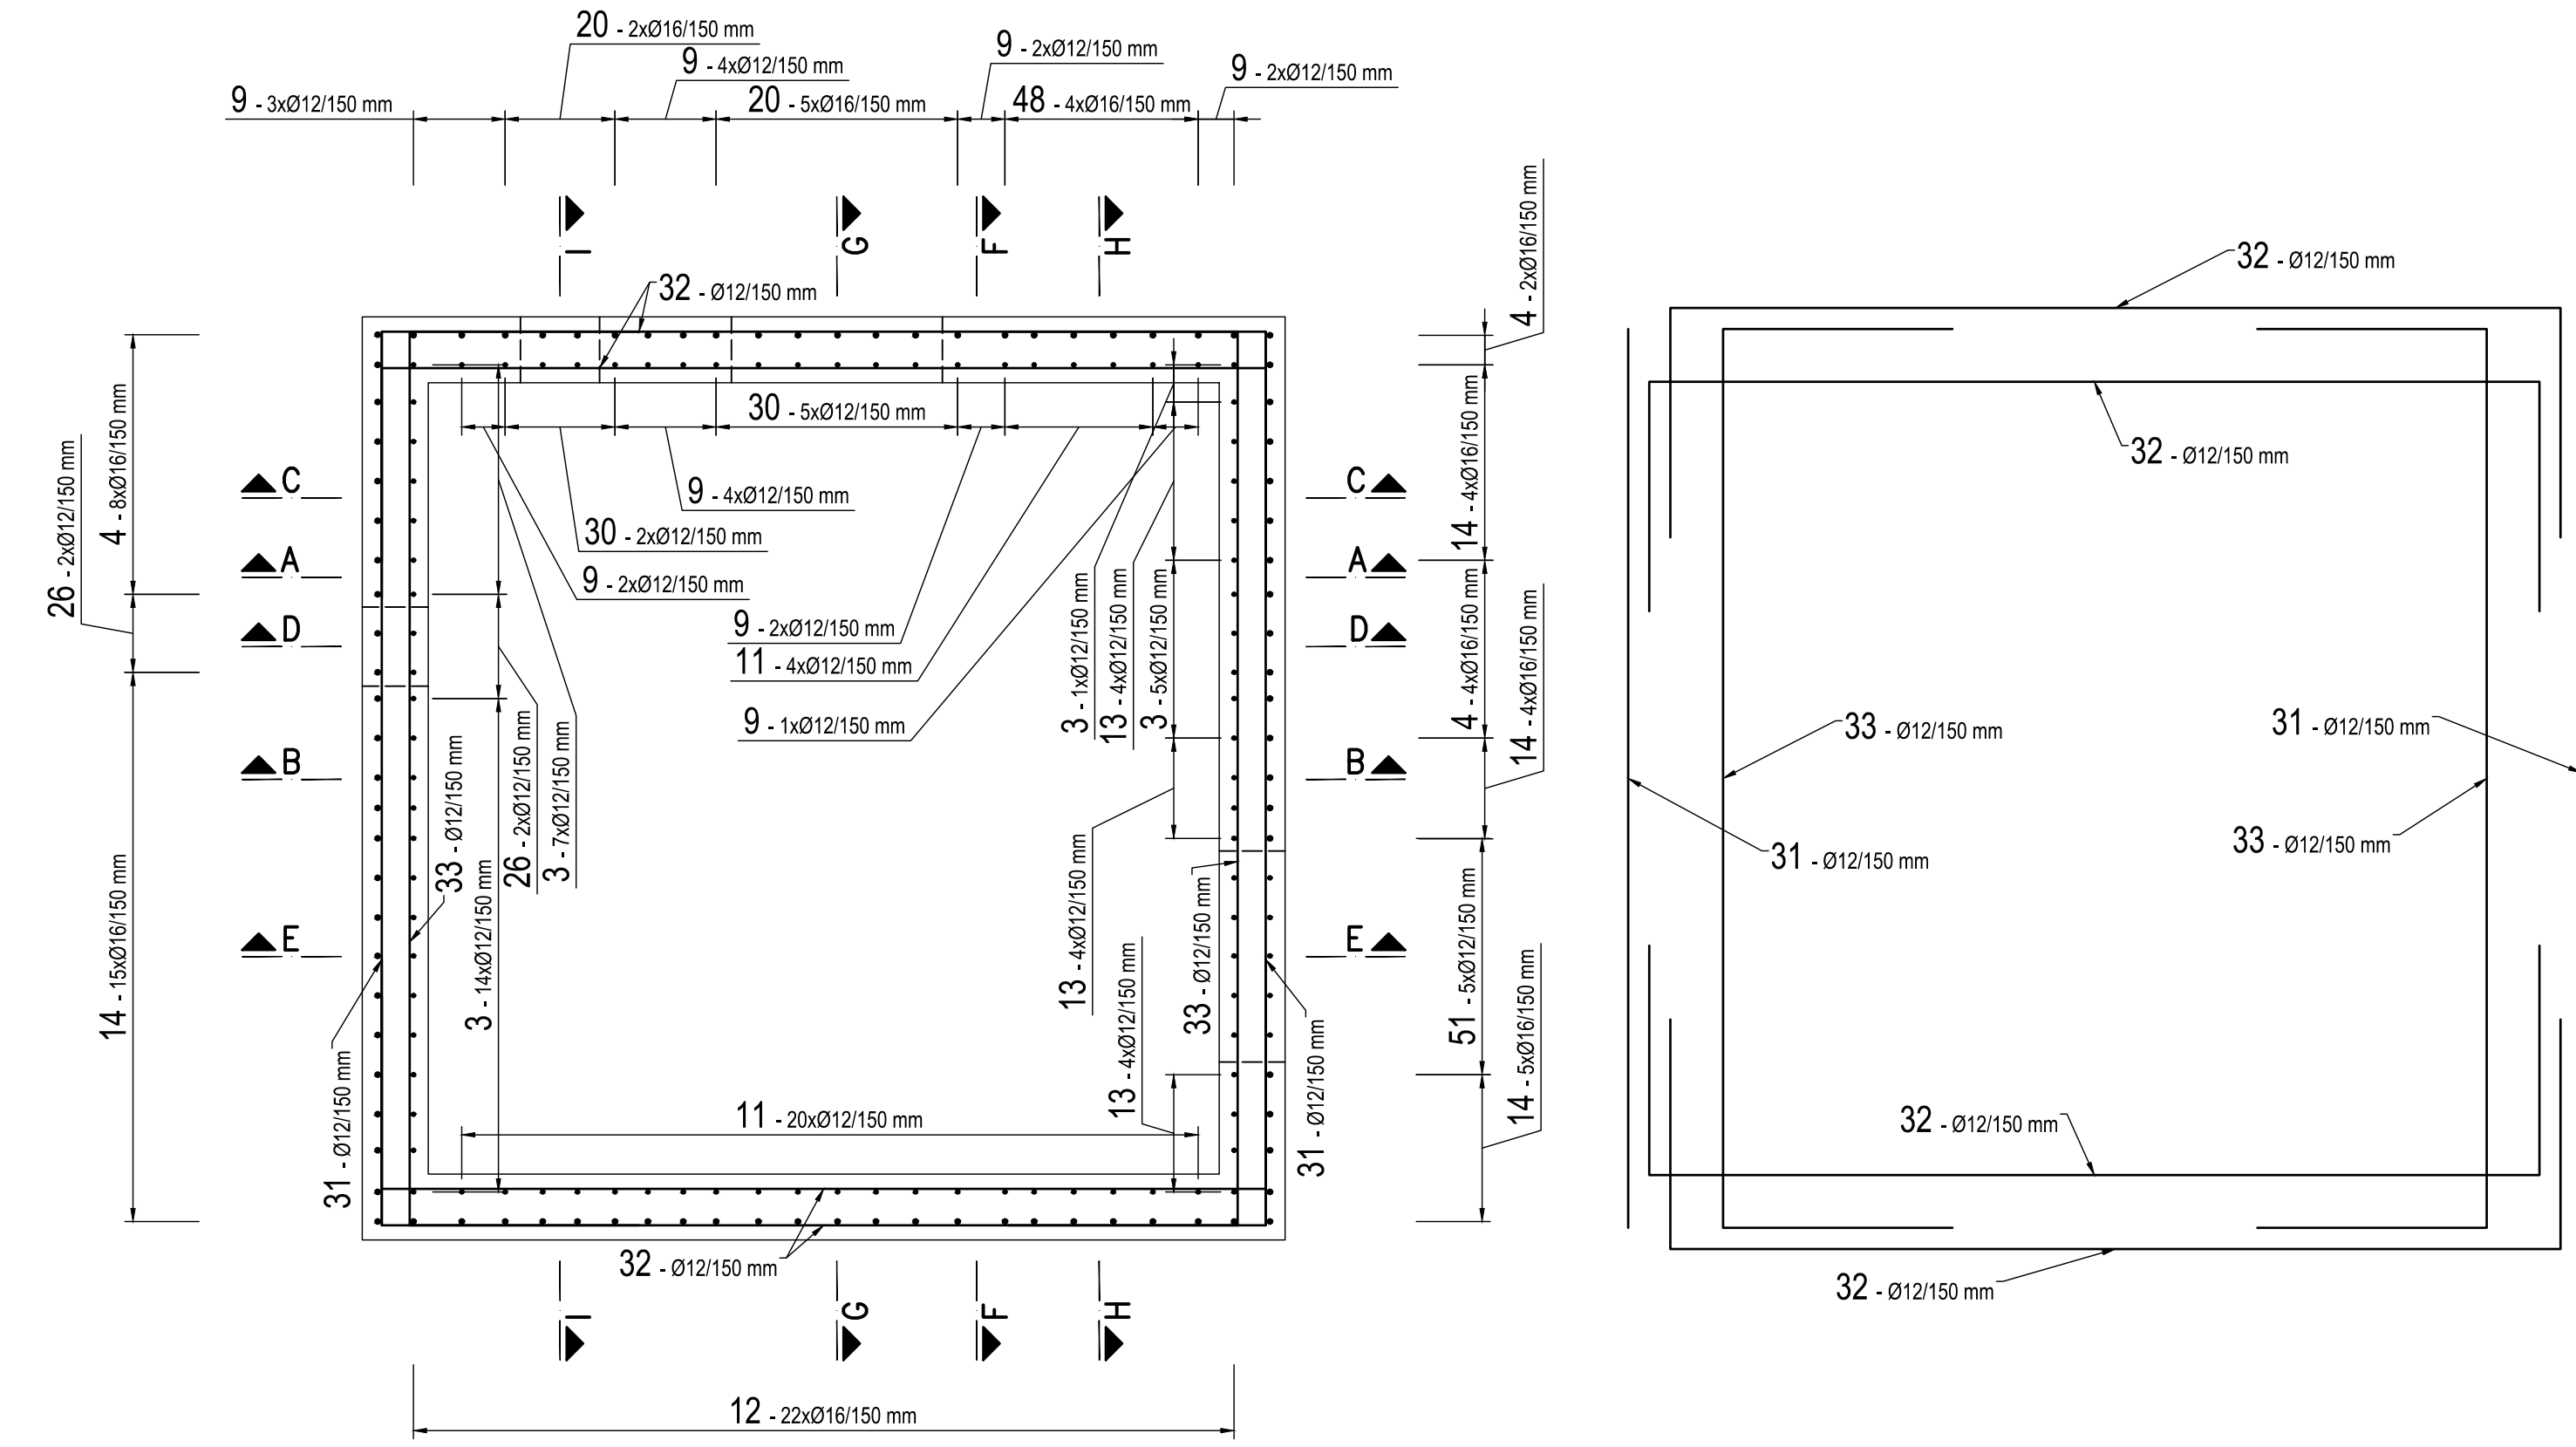 20 - 2xØ16/150 mm
9 - 4xØ12/150 mm
9 - 2xØ12/150 mm
9 - 2xØ12/150 mm
9 - 3xØ12/150 mm
20 - 5xØ16/150 mm
48 - 4xØ16/150 mm
I
G
F
H
4 - 2xØ16/150 mm
32 - Ø12/150 mm
32 - Ø12/150 mm
4 - 8xØ16/150 mm
26 - 2xØ12/150 mm
14 - 15xØ16/150 mm
C
A
D
B
E
30 - 5xØ12/150 mm
9 - 4xØ12/150 mm
30 - 2xØ12/150 mm
9 - 2xØ12/150 mm
9 - 2xØ12/150 mm
11 - 4xØ12/150 mm
9 - 1xØ12/150 mm
3 - 1xØ12/150 mm
13 - 4xØ12/150 mm
3 - 5xØ12/150 mm
C
A
D
B
E
14 - 4xØ16/150 mm
4 - 4xØ16/150 mm
14 - 4xØ16/150 mm
51 - 5xØ12/150 mm
14 - 5xØ16/150 mm
33 - Ø12/150 mm
26 - 2xØ12/150 mm
3 - 7xØ12/150 mm
3 - 14xØ12/150 mm
31 - Ø12/150 mm
13 - 4xØ12/150 mm
33 - Ø12/150 mm
13 - 4xØ12/150 mm
31 - Ø12/150 mm
11 - 20xØ12/150 mm
32 - Ø12/150 mm
I
G
F
H
12 - 22xØ16/150 mm
32 - Ø12/150 mm
33 - Ø12/150 mm
31 - Ø12/150 mm
31 - Ø12/150 mm
33 - Ø12/150 mm
32 - Ø12/150 mm
32 - Ø12/150 mm